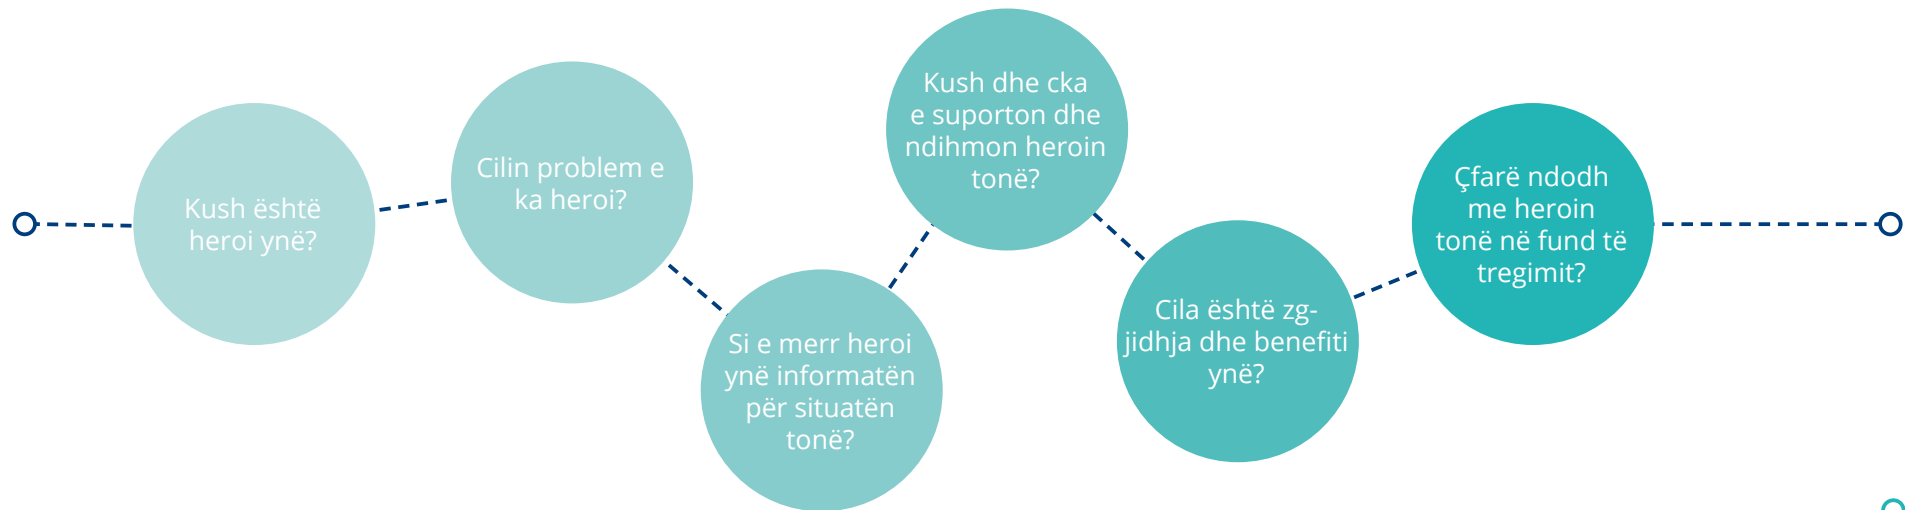 Kush është
heroi ynë?
Cilin problem e
ka heroi?
Si e merr heroi
ynë informatën
për situatën
tonë?
Kush dhe cka
e suporton dhe
ndihmon heroin
tonë?
Cila është zg-
jidhja dhe benefiti
ynë?
Çfarë ndodh
me heroin
tonë në fund të
tregimit?